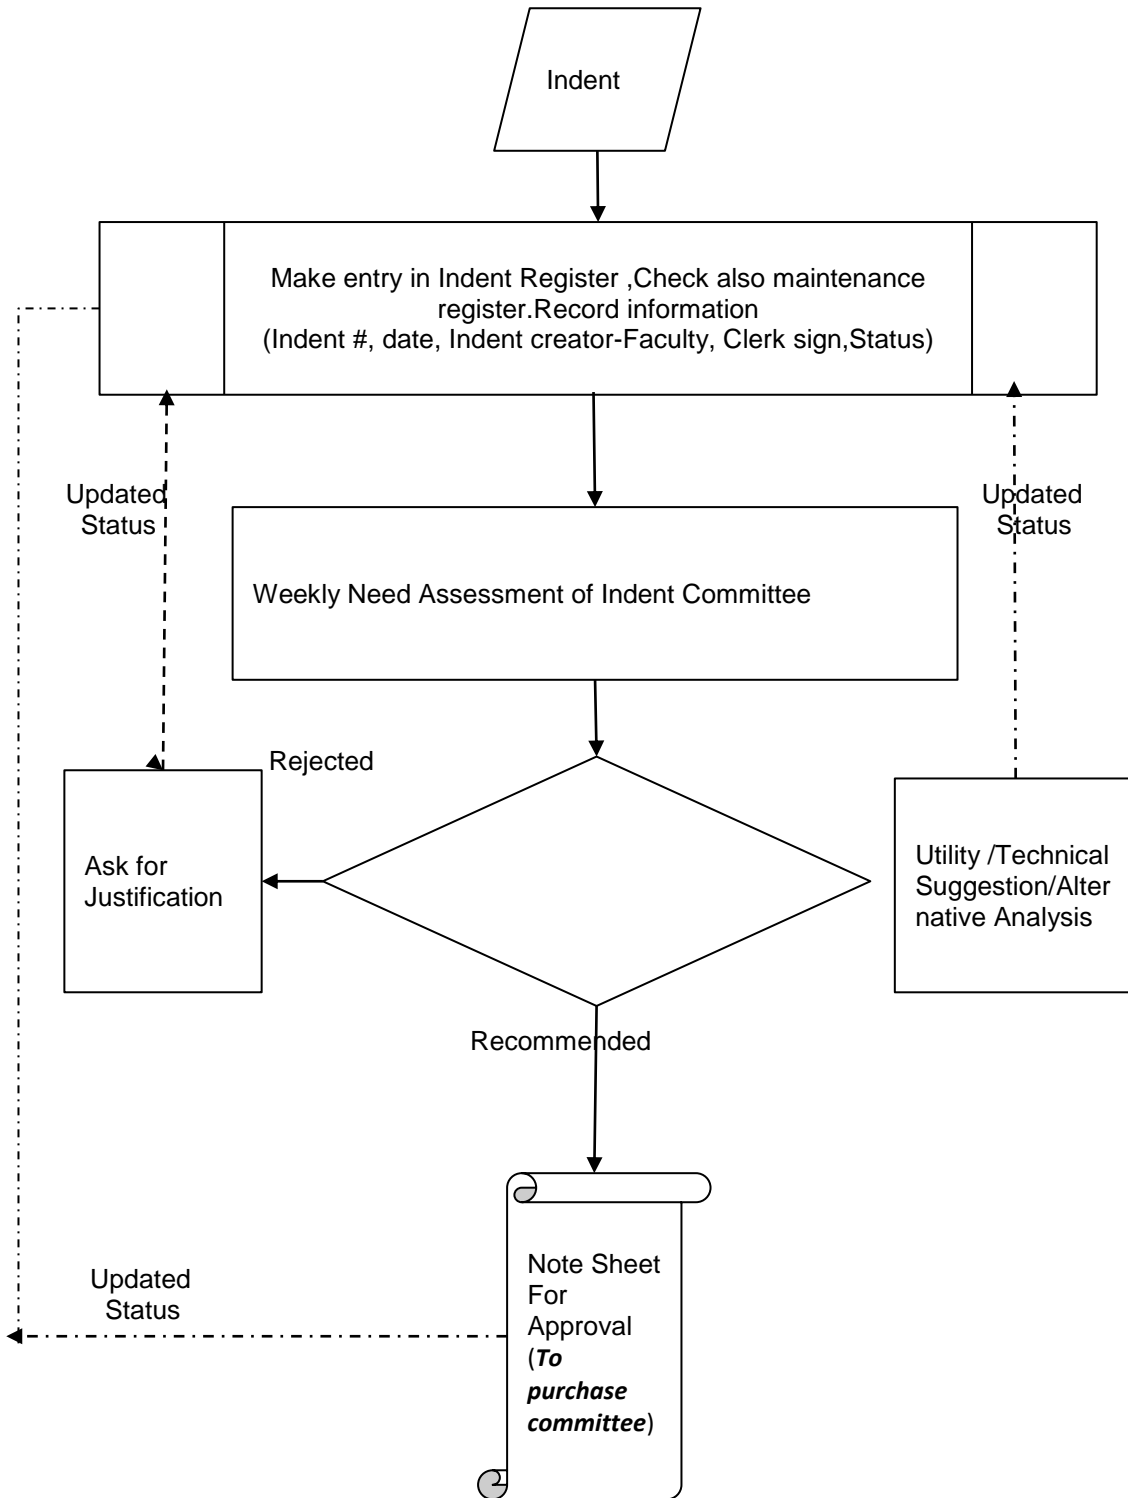 Indent
Make entry in Indent Register ,Check also maintenance
register.Record information
(Indent #, date, Indent creator-Faculty, Clerk sign,Status)
Updated
Status
Updated
Status
Weekly Need Assessment of Indent Committee
Rejected
Ask for
Justification
Utility /Technical
Suggestion/Alter
native Analysis
Recommended
Updated
Status
Note Sheet
For
Approval
(To
purchase
committee)